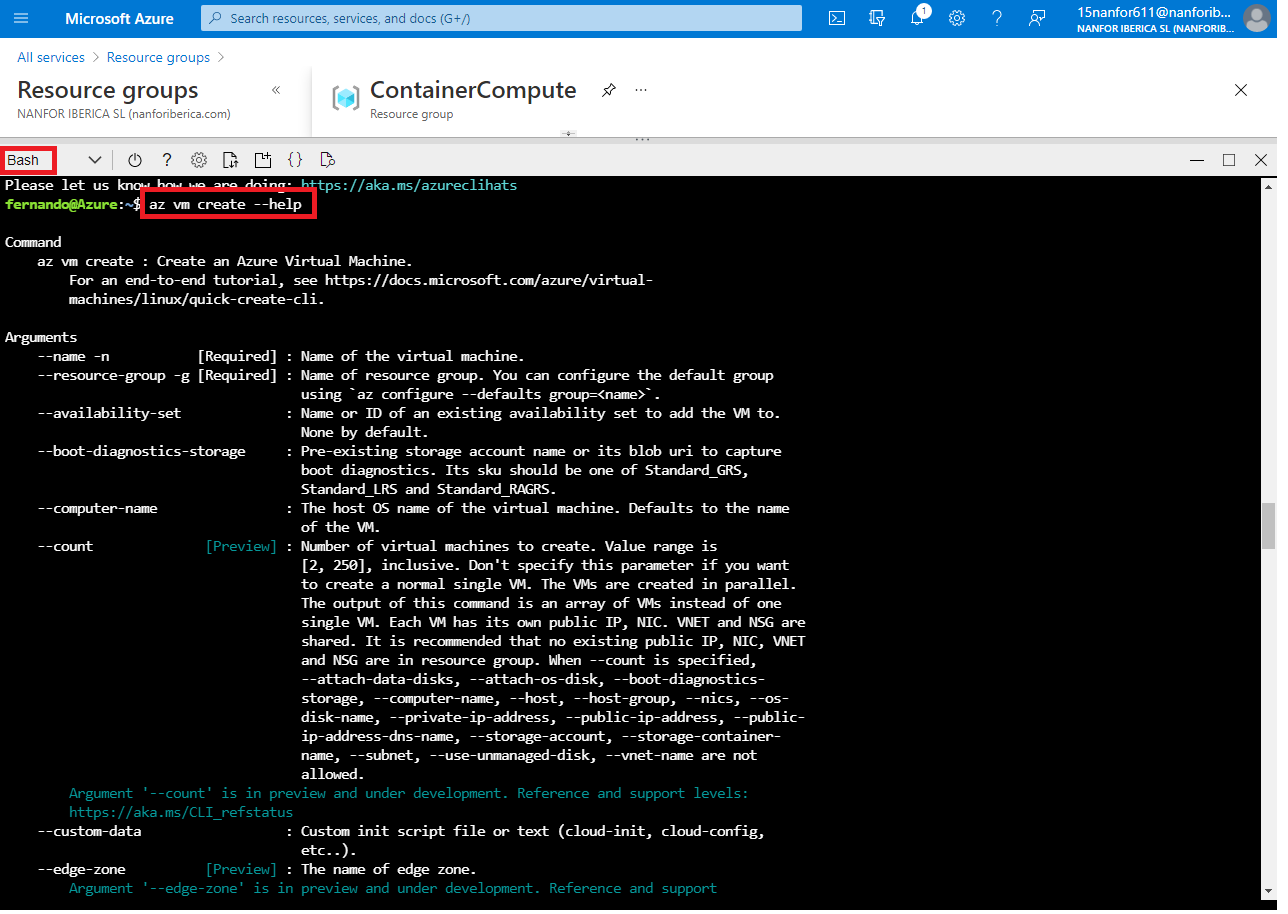 Microsoft Azure
Search resources, services, and docs (G+/)
1
15nanfor611@nanforib...
NANFOR IBERICA SL (NANFORIB...
All services > Resource groups >
Resource groups
«
NANFOR IBERICA SL (nanforiberica.com)
ContainerCompute
...
Resource group
Bash
?
{}
Please let us know how we are doing: https://aka.ms/azureclihats
fernando@Azure:~$ az vm create --help
Command
az vm create : Create an Azure Virtual Machine.
For an end-to-end tutorial, see https://docs.microsoft.com/azure/virtual-
machines/linux/quick-create-cli.
Arguments
--name -n [Required] : Name of the virtual machine.
--resource-group -g [Required] : Name of resource group. You can configure the default group
using `az configure --defaults group=<name>`.
--availability-set : Name or ID of an existing availability set to add the VM to.
None by default.
--boot-diagnostics-storage : Pre-existing storage account name or its blob uri to capture
boot diagnostics. Its sku should be one of Standard_GRS,
Standard_LRS and Standard_RAGRS.
--computer-name : The host OS name of the virtual machine. Defaults to the name
of the VM.
--count [Preview] : Number of virtual machines to create. Value range is
[2, 250], inclusive. Don't specify this parameter if you want
to create a normal single VM. The VMs are created in parallel.
The output of this command is an array of VMs instead of one
single VM. Each VM has its own public IP, NIC. VNET and NSG are
shared. It is recommended that no existing public IP, NIC, VNET
and NSG are in resource group. When --count is specified,
--attach-data-disks, --attach-os-disk, --boot-diagnostics-
storage, --computer-name, --host, --host-group, --nics, --os-
disk-name, --private-ip-address, --public-ip-address, --public-
ip-address-dns-name, --storage-account, --storage-container-
name, --subnet, --use-unmanaged-disk, --vnet-name are not
allowed.
Argument '--count' is in preview and under development. Reference and support levels:
https://aka.ms/CLI_refstatus
--custom-data : Custom init script file or text (cloud-init, cloud-config,
etc..).
--edge-zone [Preview] : The name of edge zone.
Argument '--edge-zone' is in preview and under development. Reference and support